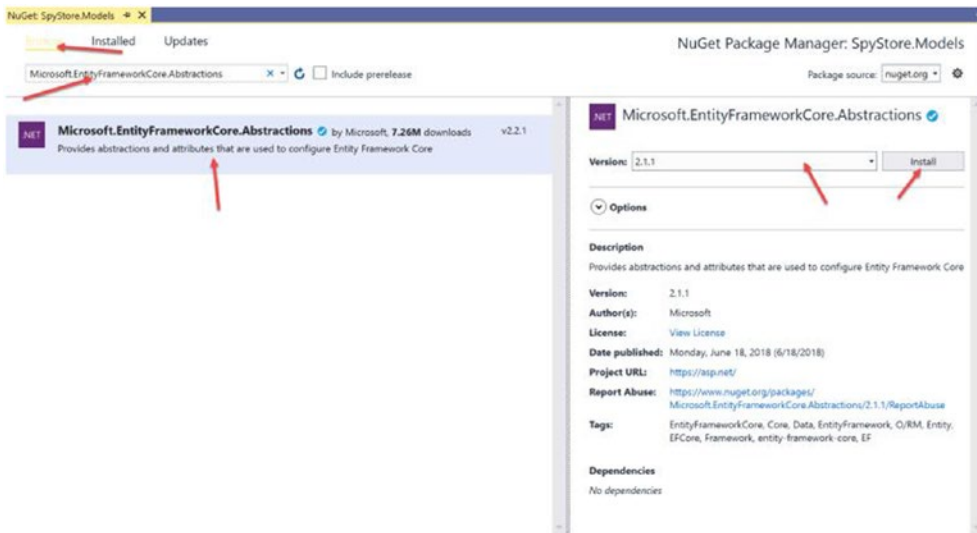 NuGet: SpyStore.Models
Installed Updates
NuGet Package Manager: SpyStore.Models
Microsoft.EntityFrameworkCore.Abstractions
Include prerelease
Package source: nuget.org
.NET
Microsoft.EntityFrameworkCore.Abstractions by Microsoft, 7.26M downloads v2.2.1
Provides abstractions and attributes that are used to configure Entity Framework Core
.NET
Microsoft.EntityFrameworkCore.Abstractions
Version: 2.1.1
Install
Options
Description
Provides abstractions and attributes that are used to configure Entity Framework Core
Version: 2.1.1
Author(s): Microsoft
License: View License
Date published: Monday, June 18, 2018 (6/18/2018)
Project URL: https://asp.net/
Report Abuse: https://www.nuget.org/packages/
Microsoft.EntityFrameworkCore.Abstractions/2.1.1/ReportAbuse
Tags: EntityFrameworkCore, Core, Data, EntityFramework, O/RM, Entity,
EFCore, Framework, entity-framework-core, EF
Dependencies
No dependencies